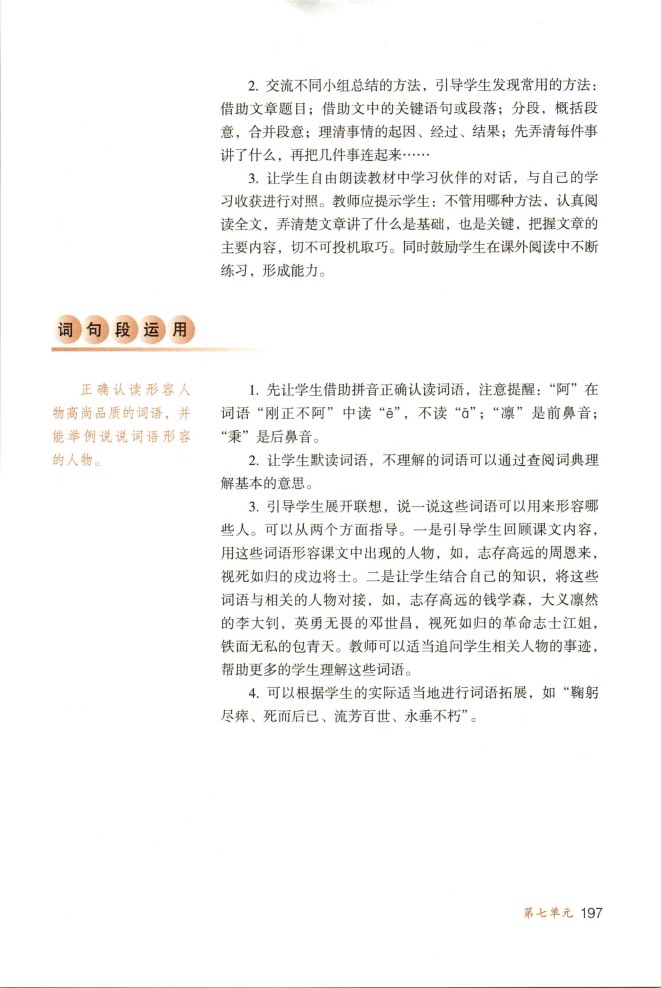 2. 交流不同小组总结的方法，引导学生发现常用的方法：
借助文章题目；借助文中的关键语句或段落；分段，概括段
意，合并段意；理清事情的起因、经过、结果；先弄清每件事
讲了什么，再把几件事连起来……
3. 让学生自由朗读教材中学习伙伴的对话，与自己的学
习收获进行对照。教师应提示学生：不管用哪种方法，认真阅
读全文，弄清楚文章讲了什么是基础，也是关键，把握文章的
主要内容，切不可投机取巧。同时鼓励学生在课外阅读中不断
练习，形成能力。
词句段运用
正确认读形容人
物高尚品质的词语，并
能举例说说词语形容
的人物。
1. 先让学生借助拼音正确认读词语，注意提醒：“阿”在
词语“刚正不阿”中读“ē”，不读“ā”；“凛”是前鼻音；
“秉”是后鼻音。
2. 让学生默读词语，不理解的词语可以通过查阅词典理
解基本的意思。
3. 引导学生展开联想，说一说这些词语可以用来形容哪
些人。可以从两个方面指导。一是引导学生回顾课文内容，
用这些词语形容课文中出现的人物，如，志存高远的周恩来，
视死如归的戍边将士。二是让学生结合自己的知识，将这些
词语与相关的人物对接，如，志存高远的钱学森，大义凛然
的李大钊，英勇无畏的邓世昌，视死如归的革命志士江姐，
铁面无私的包青天。教师可以适当追问学生相关人物的事迹，
帮助更多的学生理解这些词语。
4. 可以根据学生的实际适当地进行词语拓展，如“鞠躬
尽瘁、死而后已、流芳百世、永垂不朽”。
第七单元 197